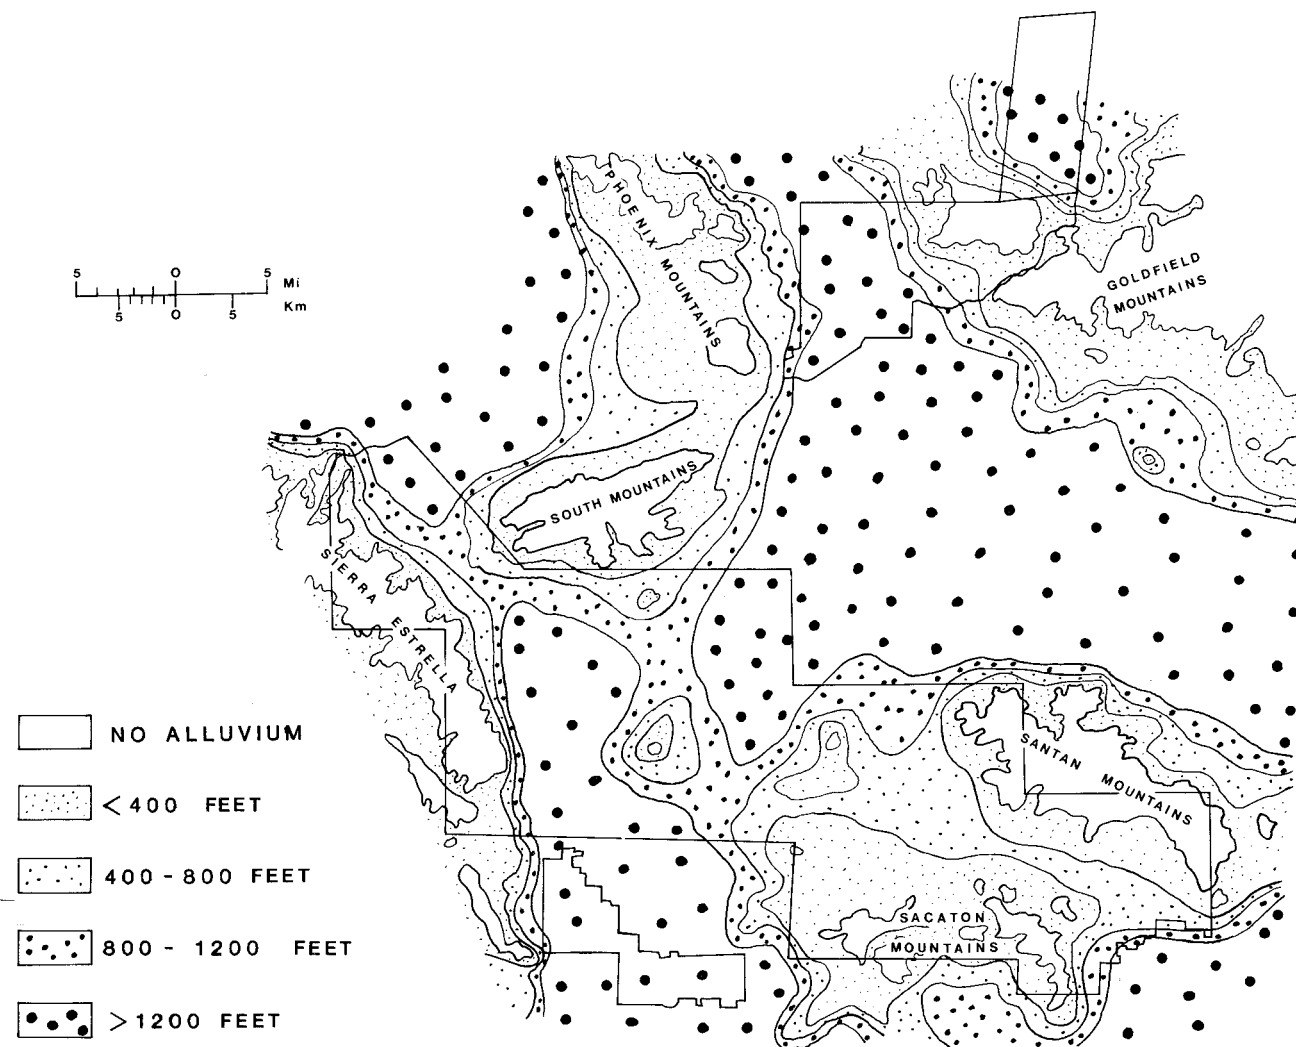 PHOENIX MOUNTAINS
GOLDFIELD
MOUNTAINS
5 0 5 Mi
5 0 5 Km
SOUTH MOUNTAINS
SIERRA ESTRELLA
SANTAN MOUNTAINS
SACATON
MOUNTAINS
NO ALLUVIUM
<400 FEET
400-800 FEET
800-1200 FEET
>1200 FEET